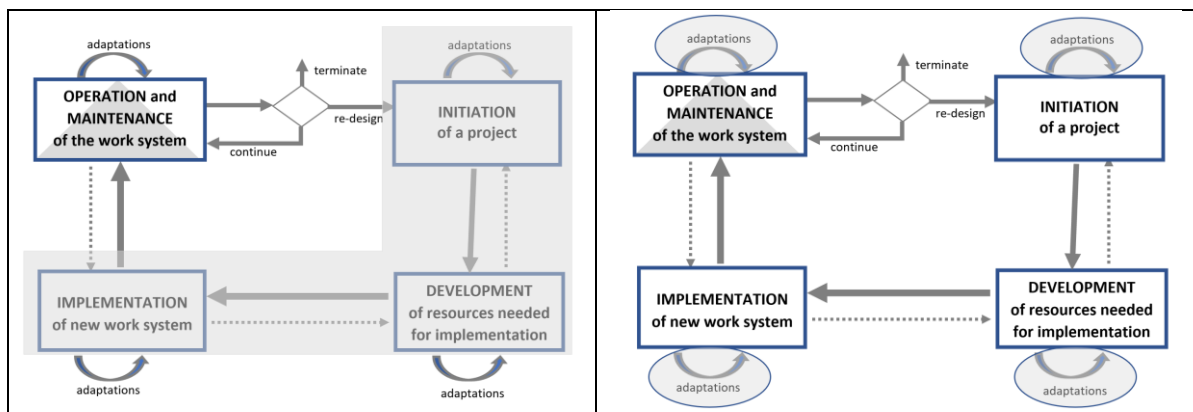 adaptations
OPERATION and
MAINTENANCE
of the work system
terminate
re-design
continue
adaptations
INITIATION
of a project
IMPLEMENTATION
of new work system
adaptations
DEVELOPMENT
of resources needed
for implementation
adaptations
adaptations
OPERATION and
MAINTENANCE
of the work system
terminate
re-design
continue
adaptations
INITIATION
of a project
IMPLEMENTATION
of new work system
adaptations
DEVELOPMENT
of resources needed
for implementation
adaptations